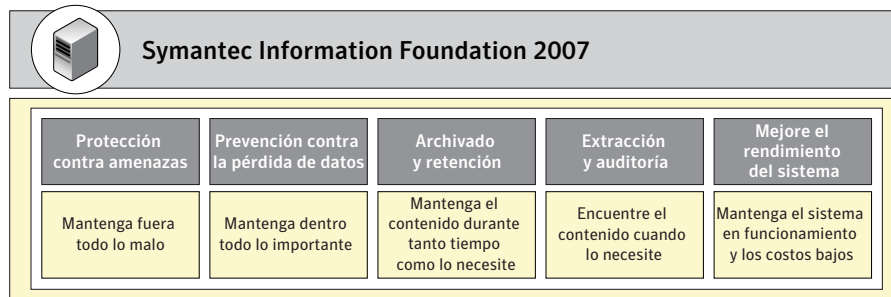 Symantec Information Foundation 2007
Protección
contra amenazas
Prevención contra
la pérdida de datos
Archivado
y retención
Extracción
y auditoría
Mejore el
rendimiento
del sistema
Mantenga fuera
todo lo malo
Mantenga dentro
todo lo importante
Mantenga el
contenido durante
tanto tiempo
como lo necesite
Encuentre el
contenido cuando
lo necesite
Mantenga el sistema
en funcionamiento
y los costos bajos